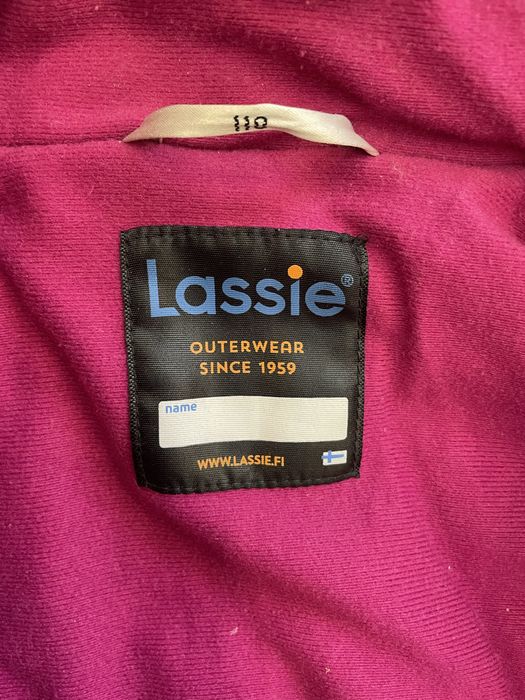 110
Lassie®
OUTERWEAR
SINCE 1959
name
WWW.LASSIE.FI